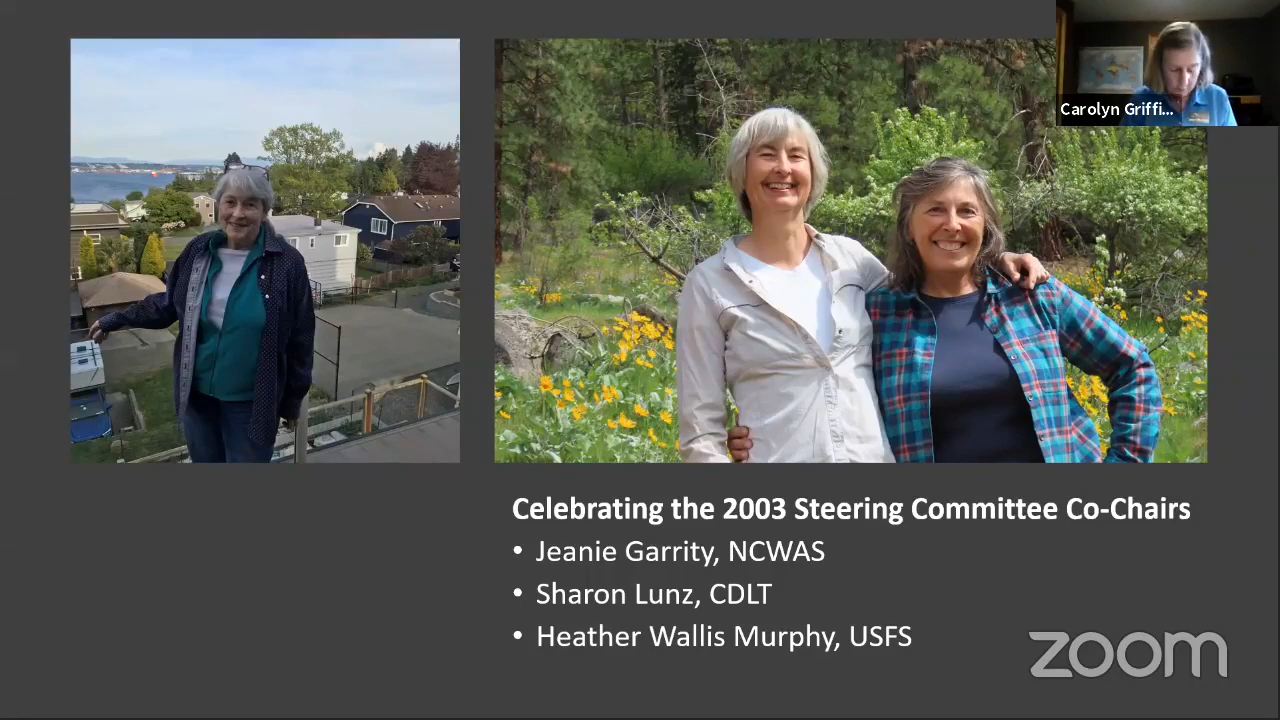 Carolyn Griffi...
Celebrating the 2003 Steering Committee Co-Chairs
• Jeanie Garrity, NCWAS
• Sharon Lunz, CDLT
• Heather Wallis Murphy, USFS
zoom